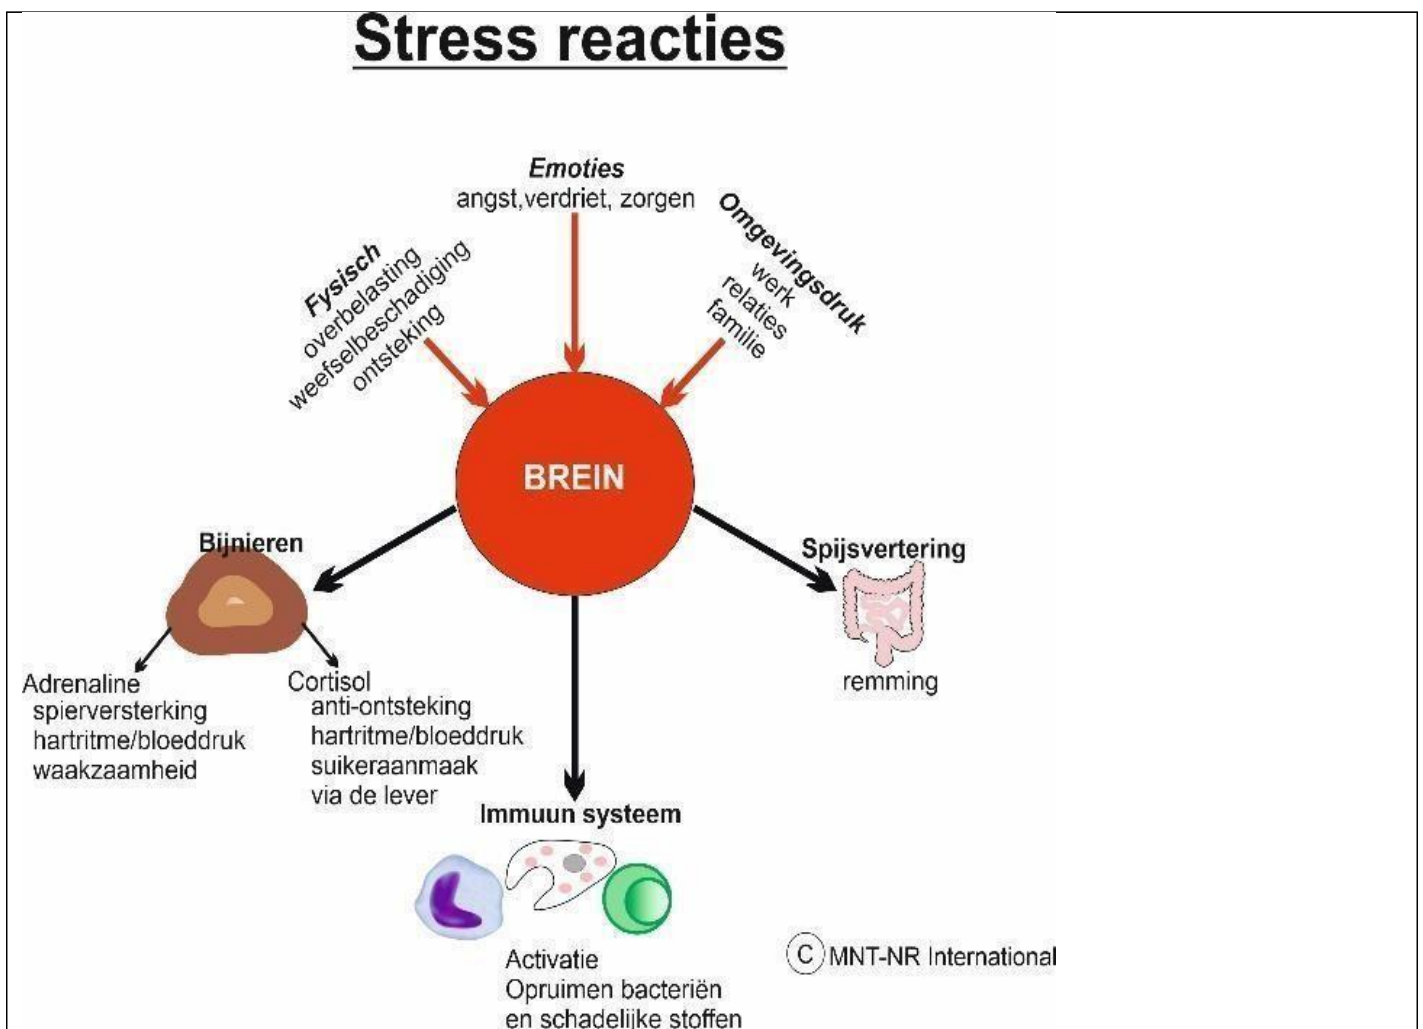 Stress reacties
Emoties
angst,verdriet, zorgen
Fysisch
overbelasting
weefselbeschadiging
ontsteking
Omgevingsdruk
werk
relaties
familie
BREIN
Bijnieren
Adrenaline
spierversterking
hartritme/bloeddruk
waakzaamheid
Cortisol
anti-ontsteking
hartritme/bloeddruk
suikeraanmaak
via de lever
Spijsvertering
remming
Immuun systeem
Activatie
Opruimen bacteriën
en schadelijke stoffen
C MNT-NR International